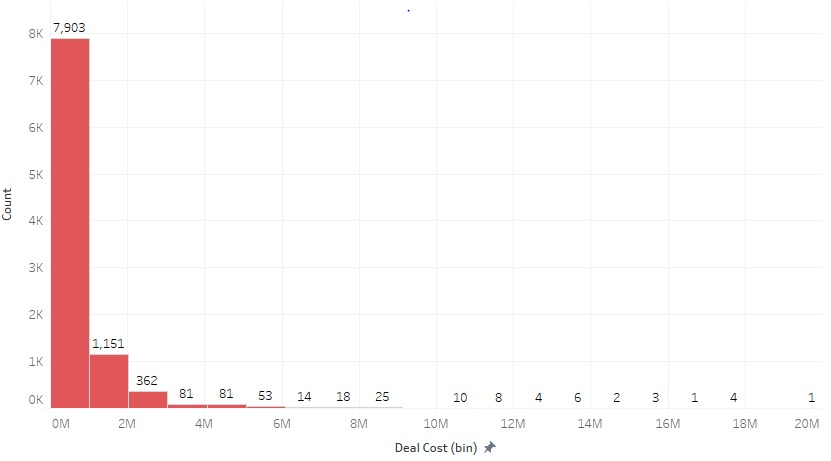 7,903
8K
7K
6K
5K
4K
3K
2K
1K
0K
Count
1,151
362
81
81
53
14
18
25
10
8
4
6
2
3
1
4
1
0M
2M
4M
6M
8M
10M
12M
14M
16M
18M
20M
Deal Cost (bin)